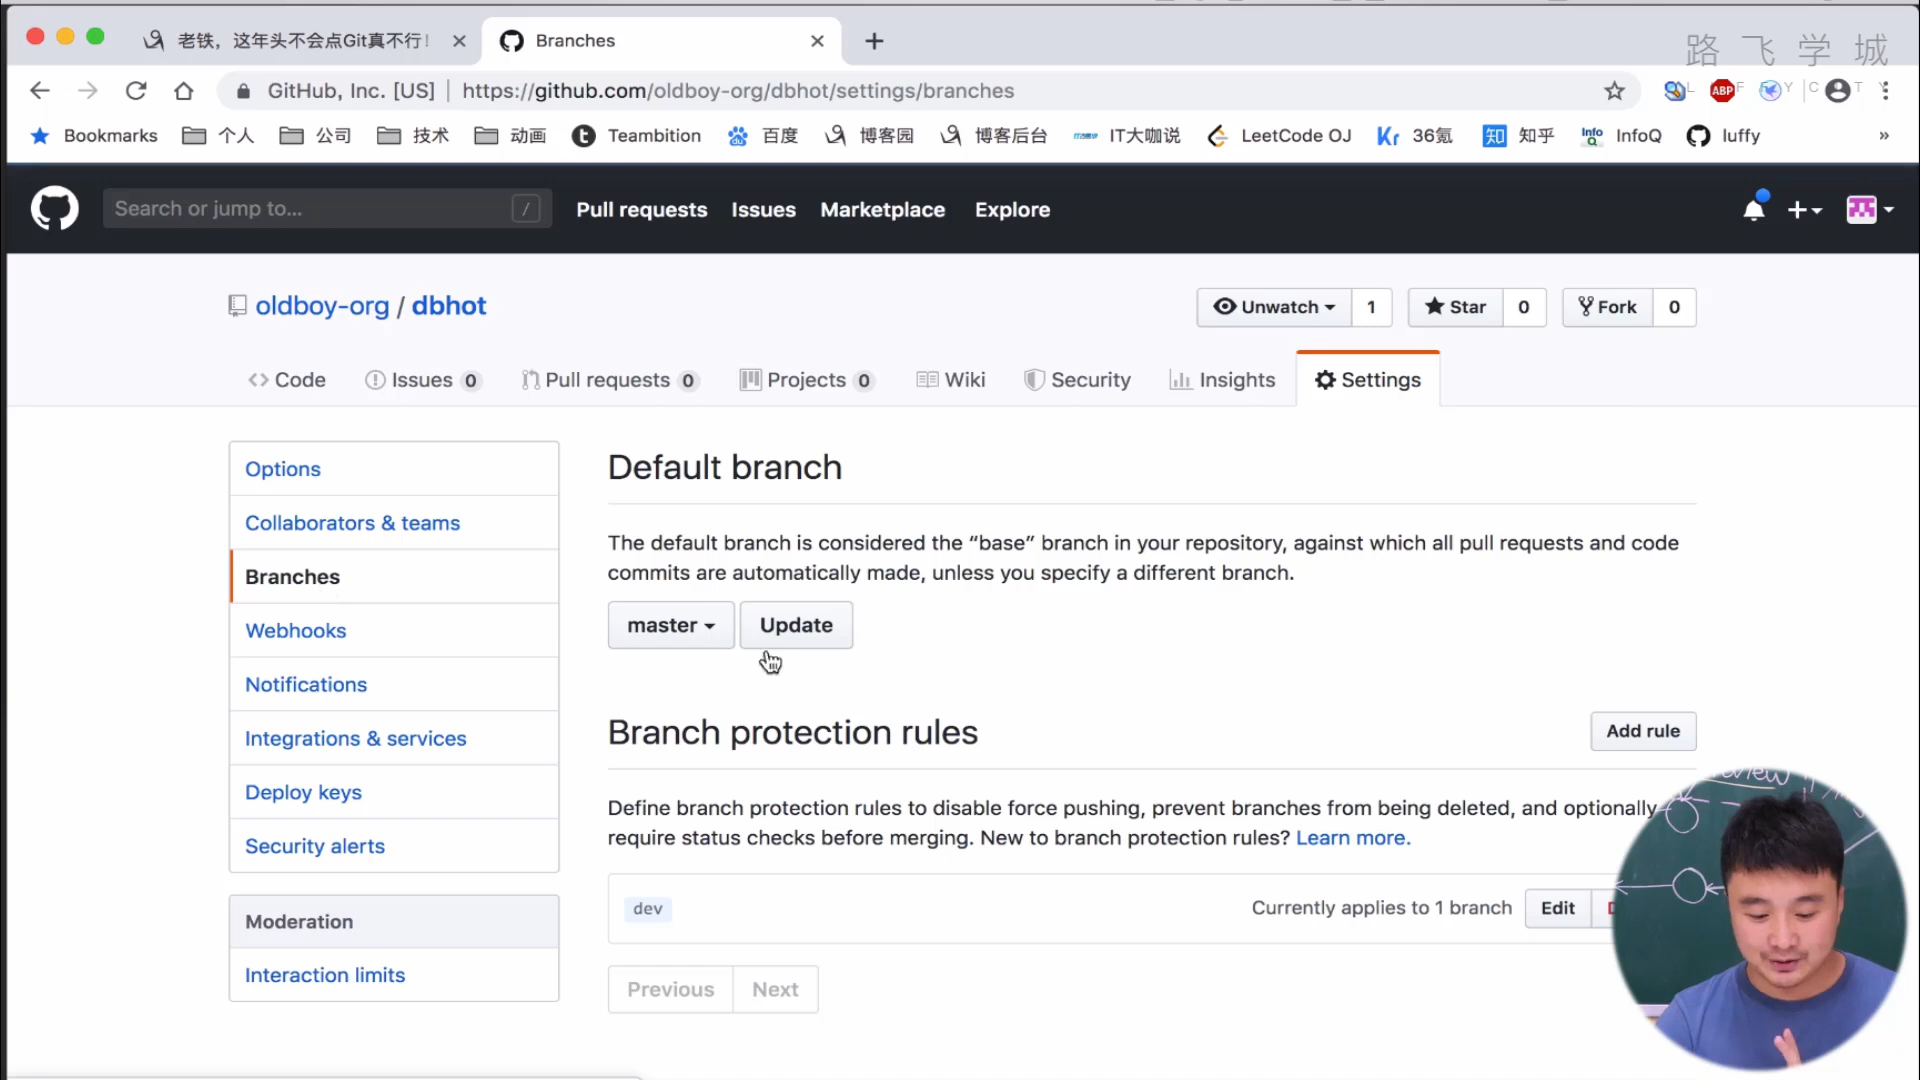 老铁，这年头不会点Git真不行！
Branches
路飞学城
GitHub, Inc. [US]
https://github.com/oldboy-org/dbhot/settings/branches
ABP
L F Y C T Y
Bookmarks
个人
公司
技术
动画
Teambition
百度
博客园
博客后台
IT大咖说
LeetCode OJ
36氪
知乎
InfoQ
luffy
»
Search or jump to...
/
Pull requests
Issues
Marketplace
Explore
oldboy-org / dbhot
Unwatch 1
Star 0
Fork 0
Code
Issues 0
Pull requests 0
Projects 0
Wiki
Security
Insights
Settings
Options
Collaborators & teams
Branches
Webhooks
Notifications
Integrations & services
Deploy keys
Security alerts
Moderation
Interaction limits
Default branch
The default branch is considered the “base” branch in your repository, against which all pull requests and code
commits are automatically made, unless you specify a different branch.
master
Update
Branch protection rules
Add rule
Define branch protection rules to disable force pushing, prevent branches from being deleted, and optionally
require status checks before merging. New to branch protection rules? Learn more.
dev
Currently applies to 1 branch
Edit
Previous
Next